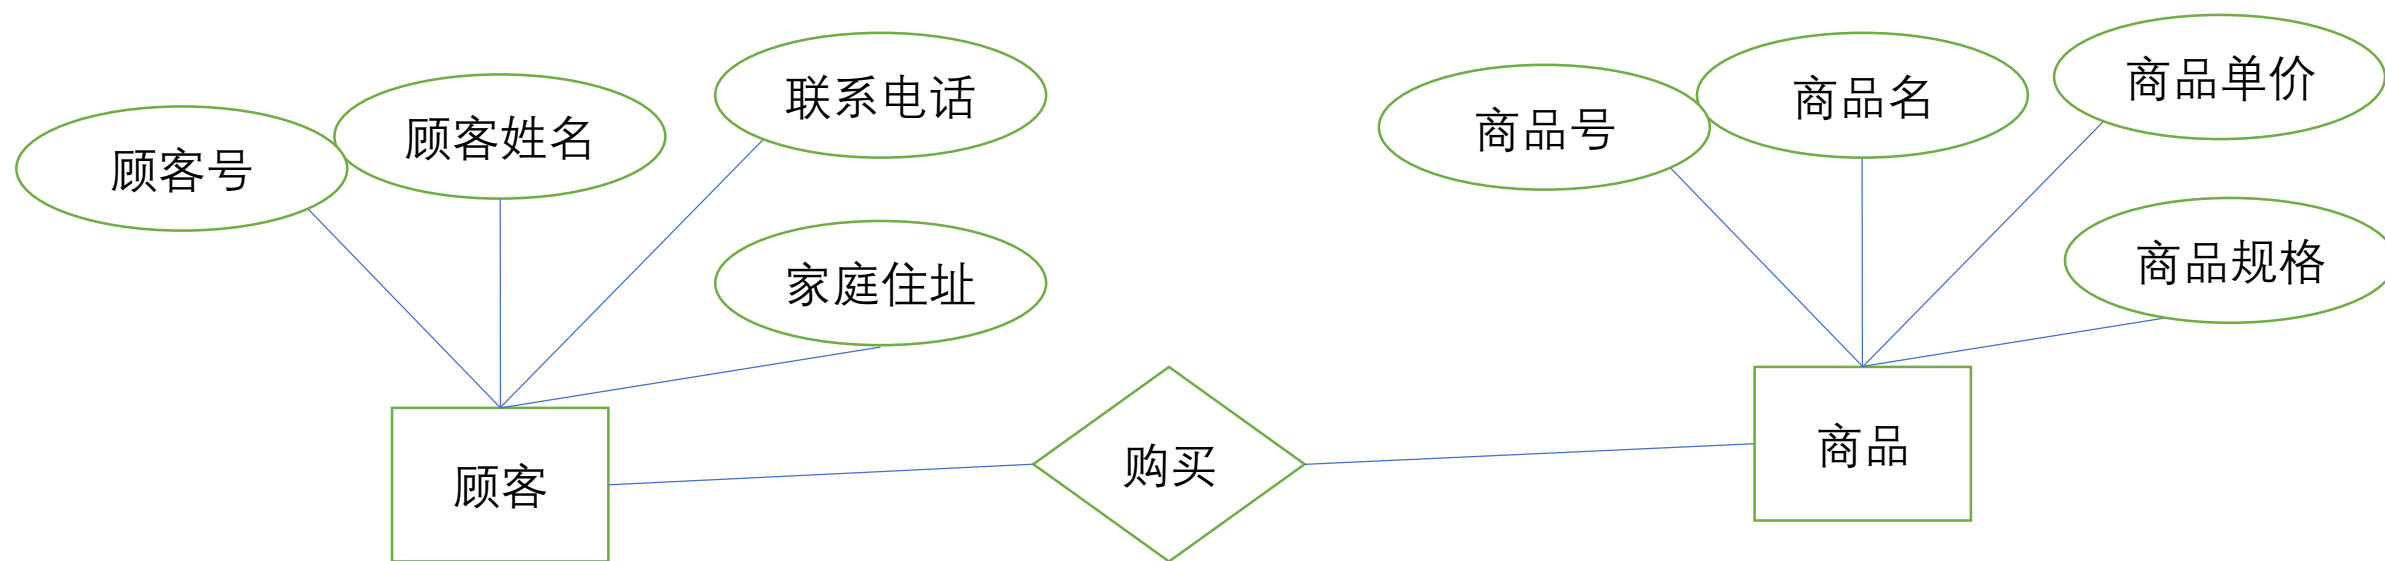 顾客号
顾客姓名
联系电话
家庭住址
顾客
购买
商品号
商品名
商品单价
商品规格
商品